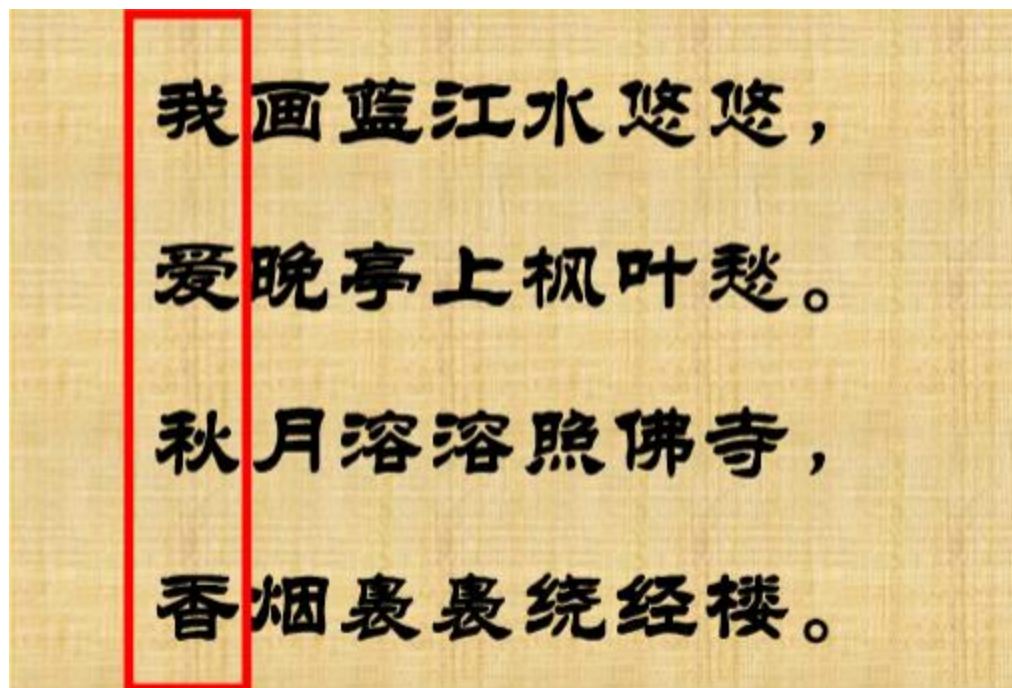 我画蓝江水悠悠，
爱晚亭上枫叶愁。
秋月溶溶照佛寺，
香烟袅袅绕经楼。